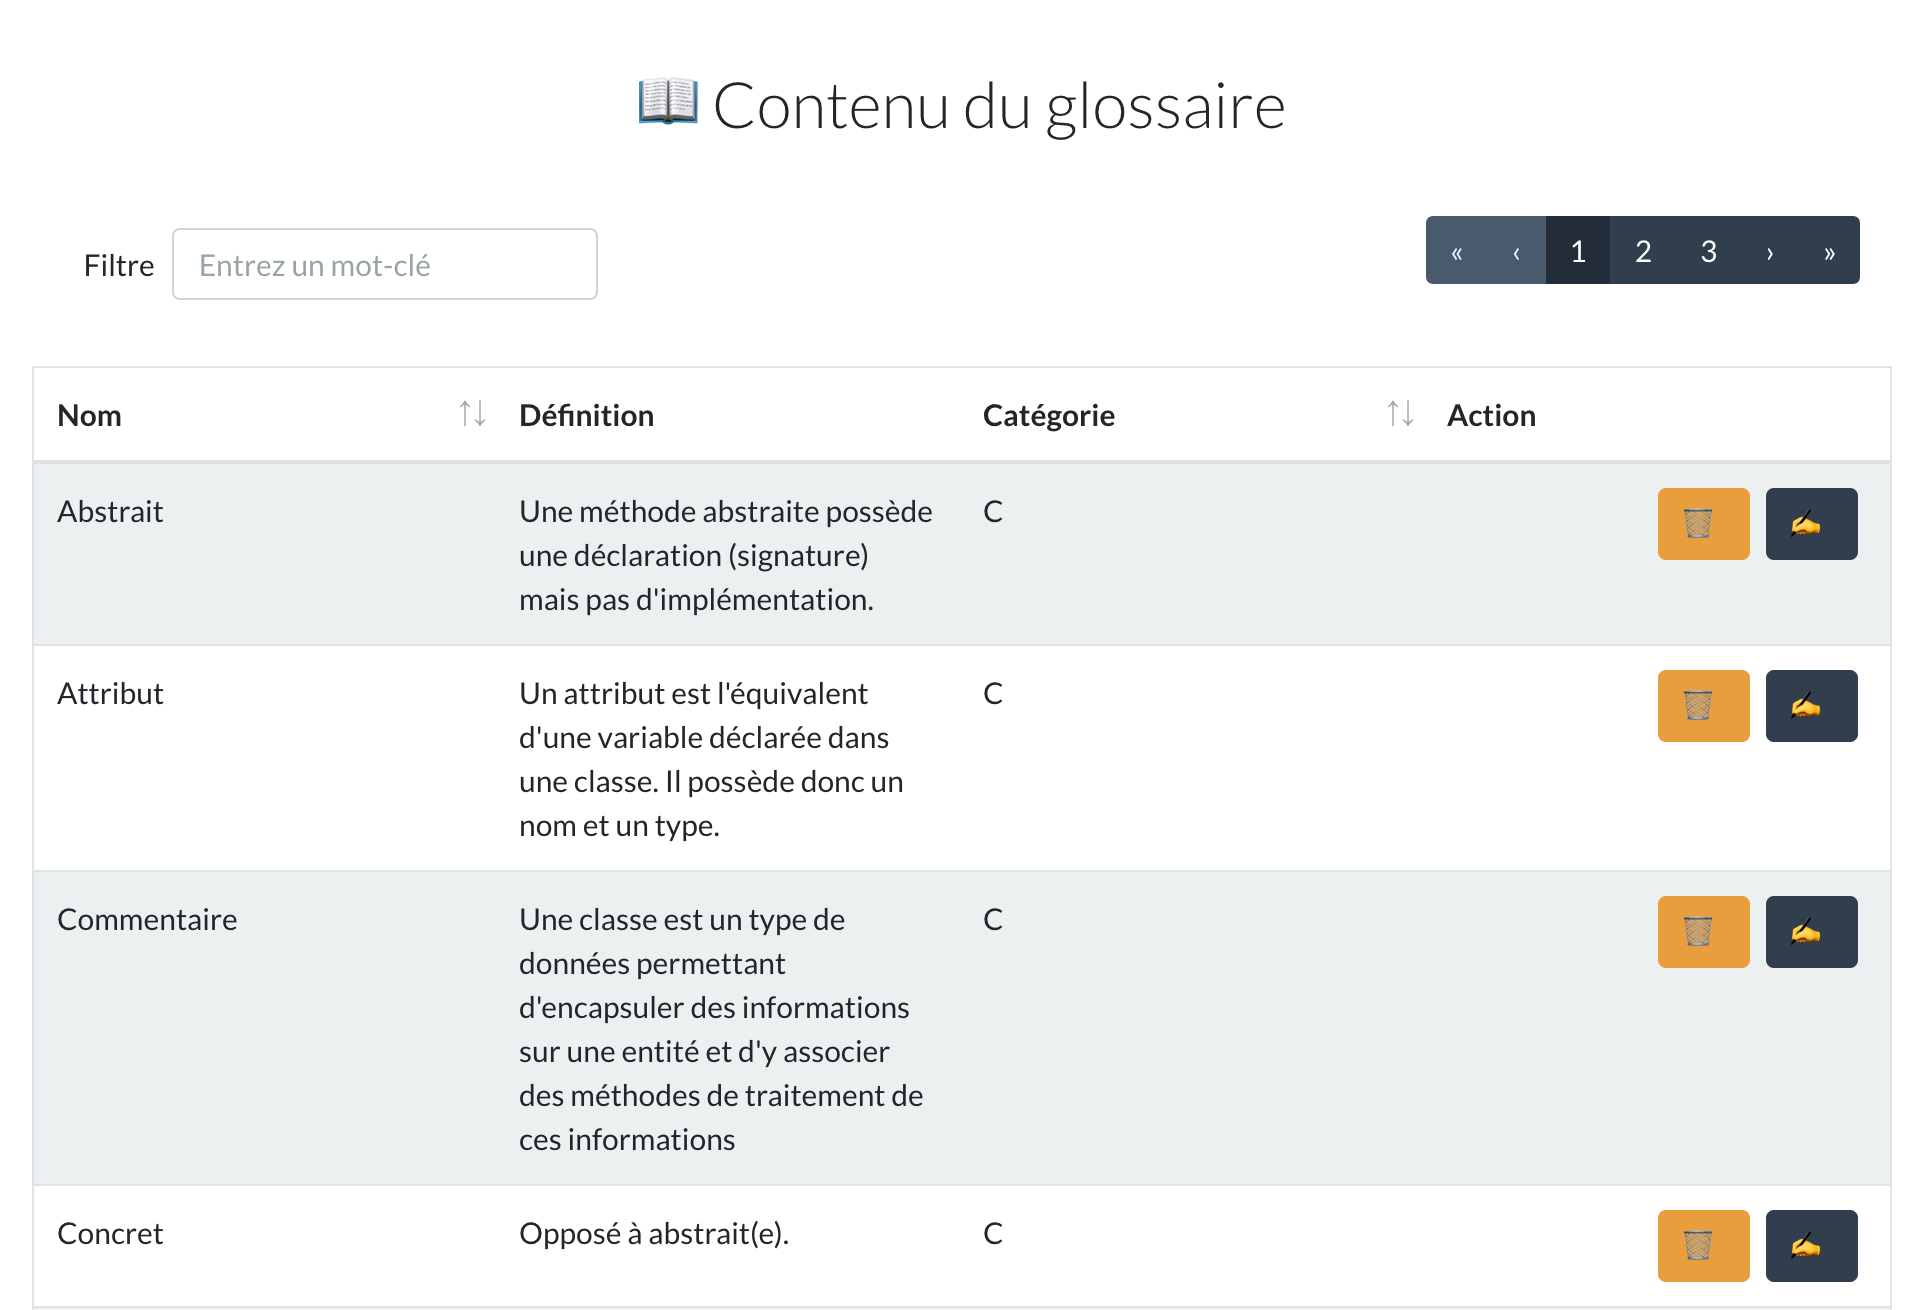 📖 Contenu du glossaire
Filtre Entrez un mot-clé
« ‹ 1 2 3 › »
Nom ↑↓ Définition Catégorie ↑↓ Action
Abstrait Une méthode abstraite possède C
une déclaration (signature)
mais pas d'implémentation.
Attribut Un attribut est l'équivalent C
d'une variable déclarée dans
une classe. Il possède donc un
nom et un type.
Commentaire Une classe est un type de C
données permettant
d'encapsuler des informations
sur une entité et d'y associer
des méthodes de traitement de
ces informations
Concret Opposé à abstrait(e). C